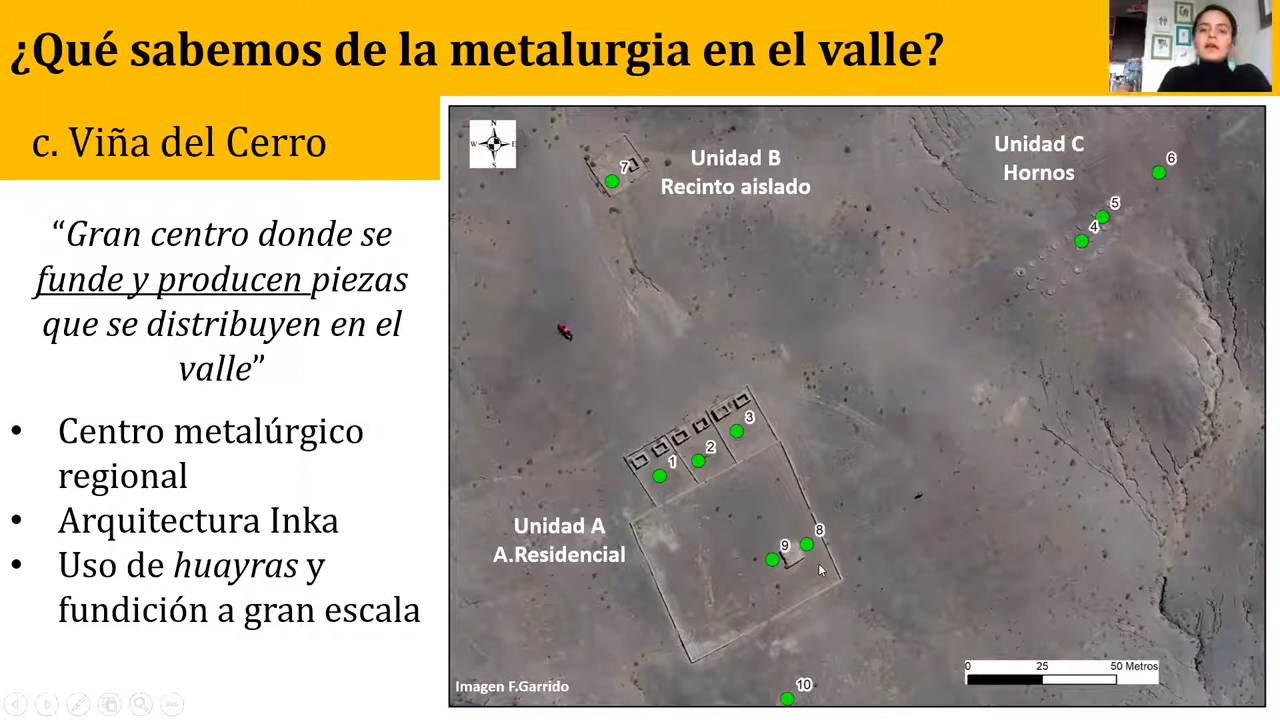 ¿Qué sabemos de la metalurgia en el valle?
c. Viña del Cerro
“Gran centro donde se
funde y producen piezas
que se distribuyen en el
valle”
• Centro metalúrgico
regional
• Arquitectura Inka
• Uso de huayras y
fundición a gran escala
N
W E
S
7
Unidad B
Recinto aislado
Unidad C
Hornos
6
5
4
3
2
1
Unidad A
A.Residencial
8
9
10
0 25 50 Metros
Imagen F.Garrido